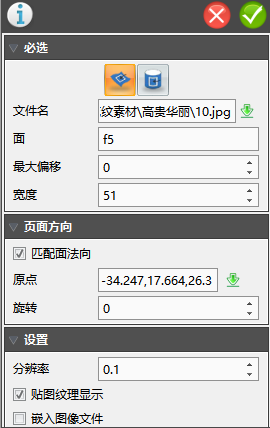 必选
文件名 纹素材\高贵华丽\10.jpg
面 f5
最大偏移 0
宽度 51
页面方向
匹配面法向
原点 -34.247,17.664,26.3
旋转 0
设置
分辨率 0.1
贴图纹理显示
嵌入图像文件